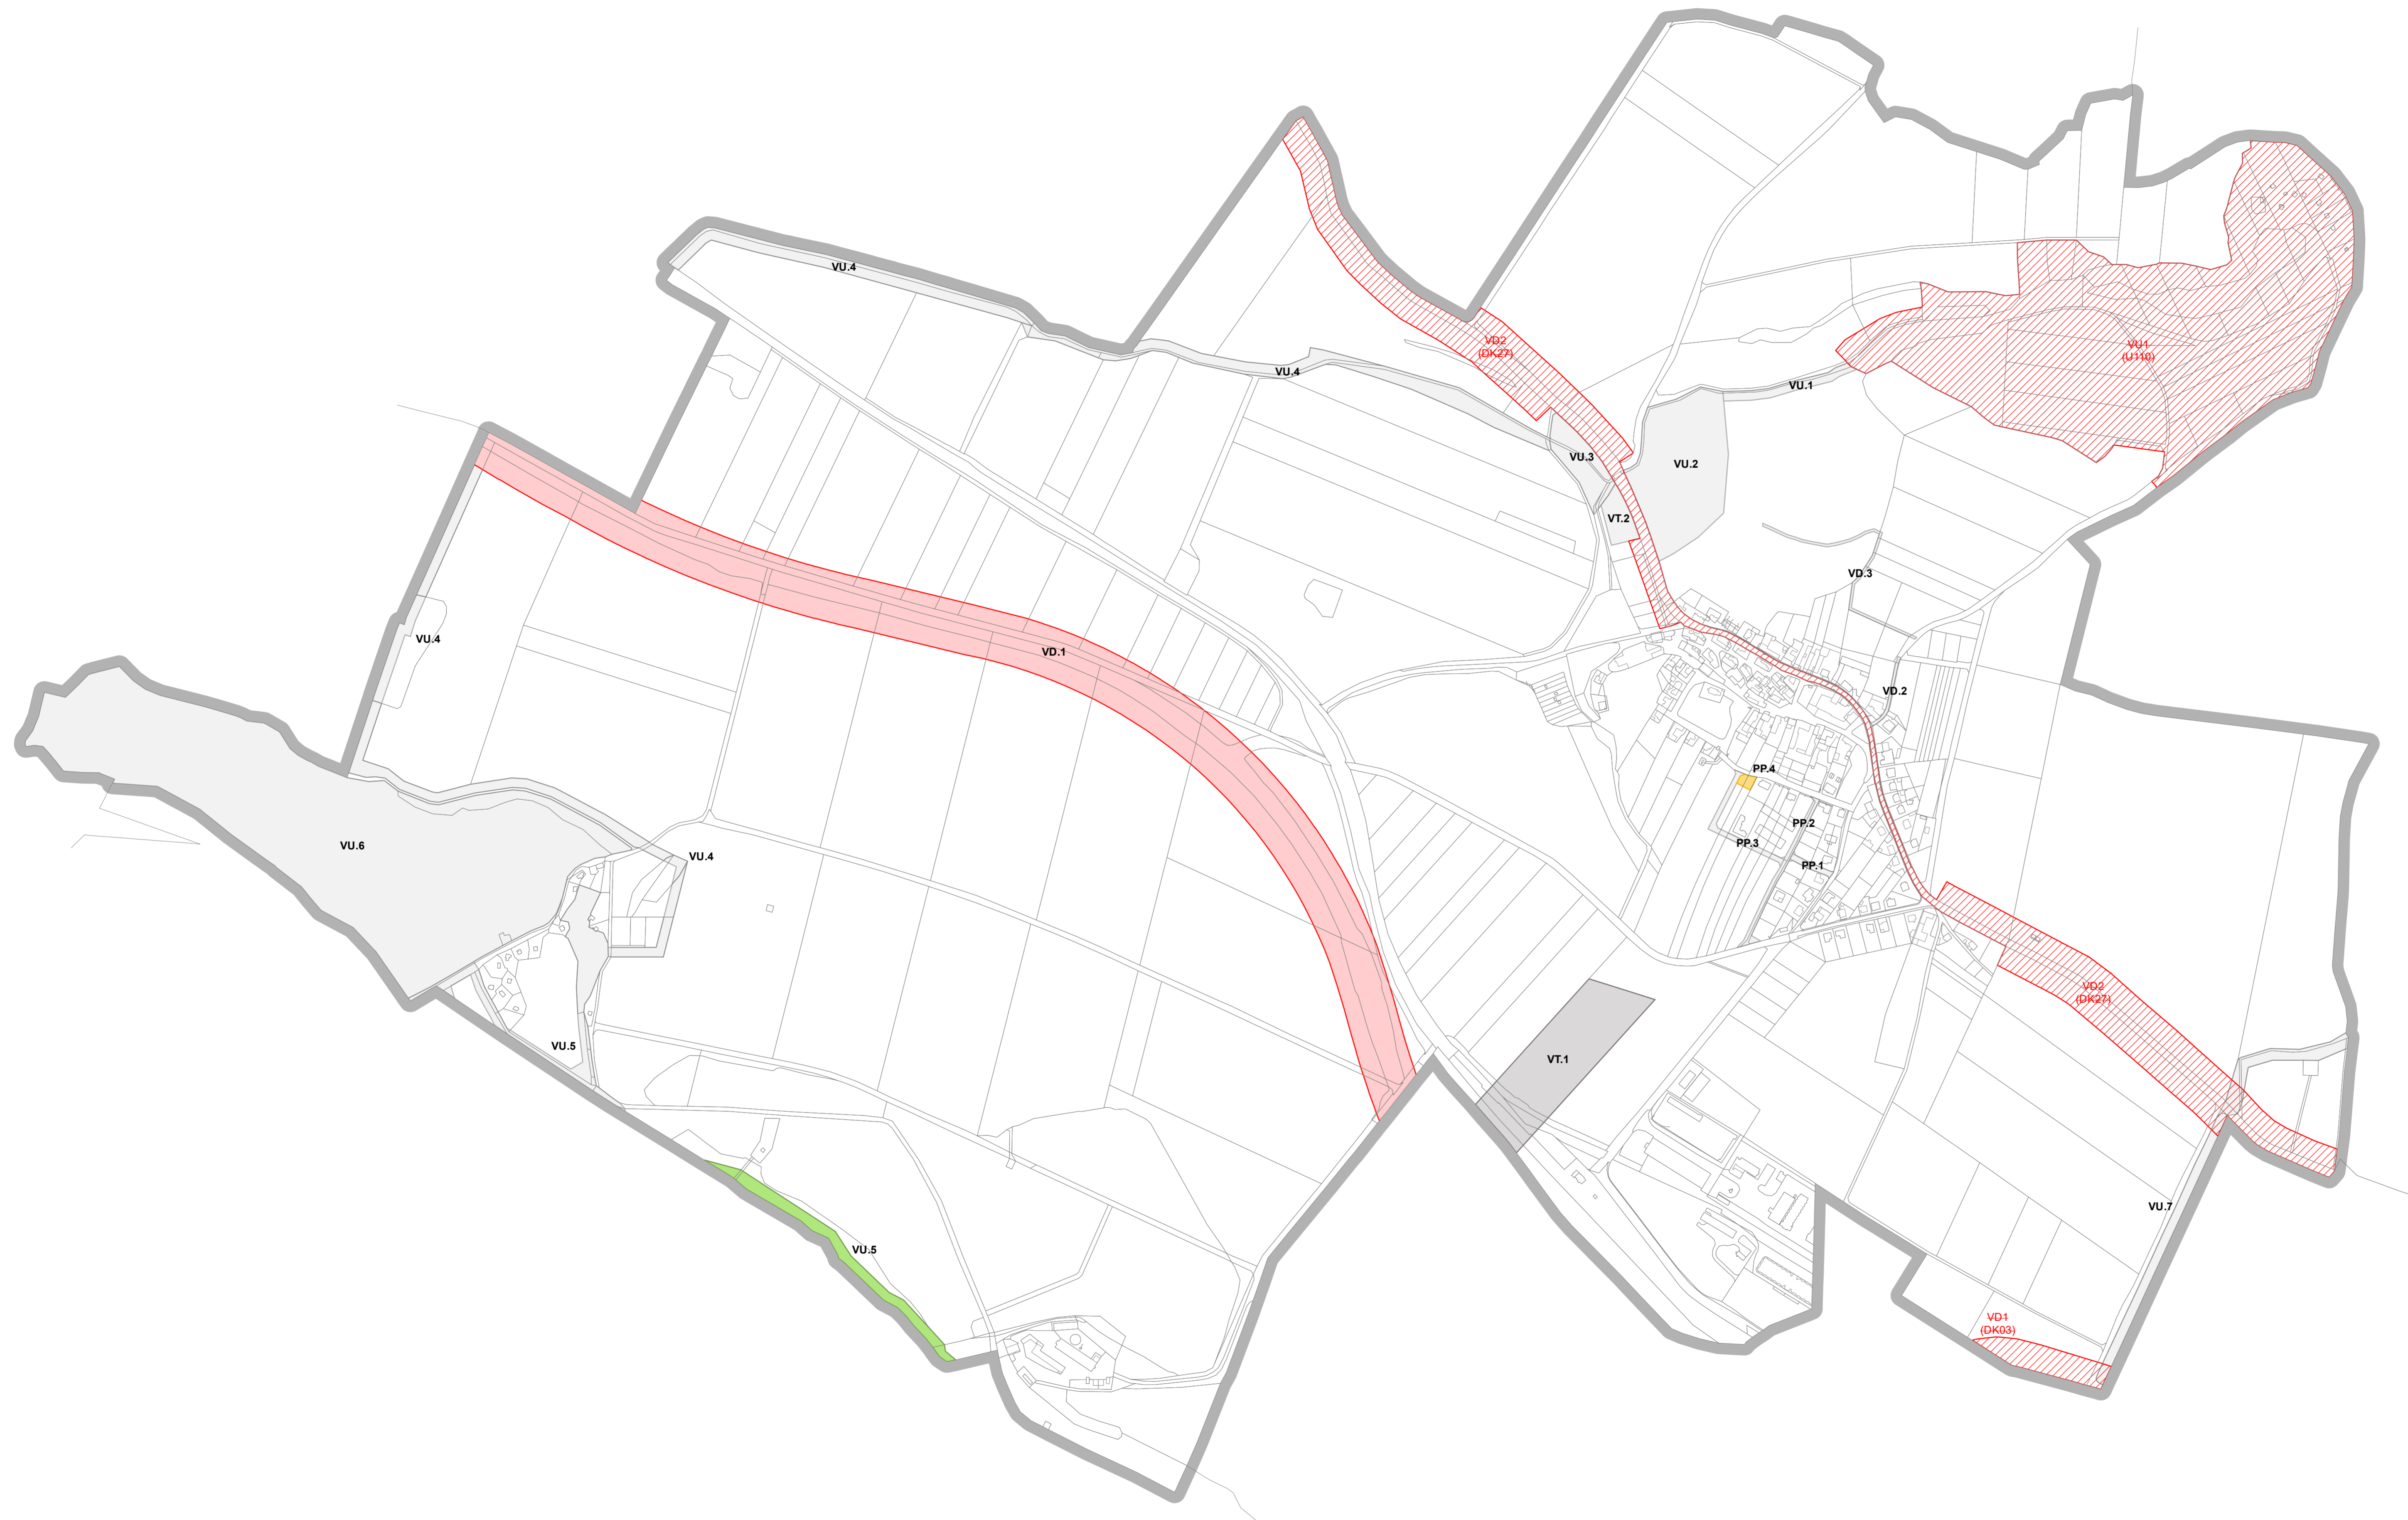 VU.4
VD2
(DK27)
VU1
(U110)
VU.4
VU.1
VU.3
VU.2
VT.2
VD.3
VU.4
VD.1
VD.2
PP.4
PP.2
VU.6
PP.3
VU.4
PP.1
VD2
(DK27)
VU.5
VT.1
VU.7
VU.5
VD1
(DK03)